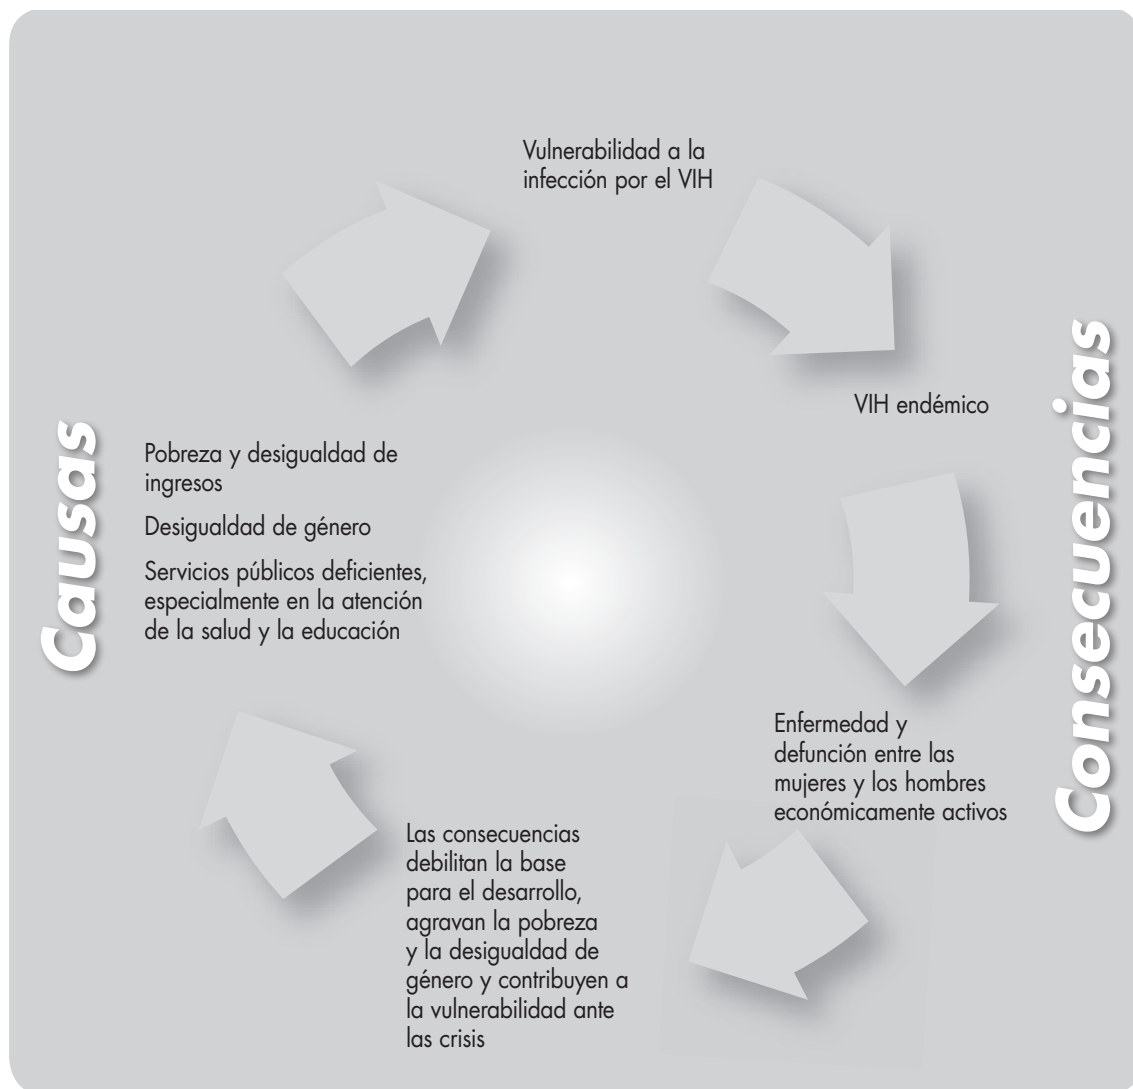 Vulnerabilidad a la
infección por el VIH
VIH endémico
Consecuencias
Causas
Pobreza y desigualdad de
ingresos
Desigualdad de género
Servicios públicos deficientes,
especialmente en la atención
de la salud y la educación
Enfermedad y
defunción entre las
mujeres y los hombres
económicamente activos
Las consecuencias
debilitan la base
para el desarrollo,
agravan la pobreza
y la desigualdad de
género y contribuyen a
la vulnerabilidad ante
las crisis